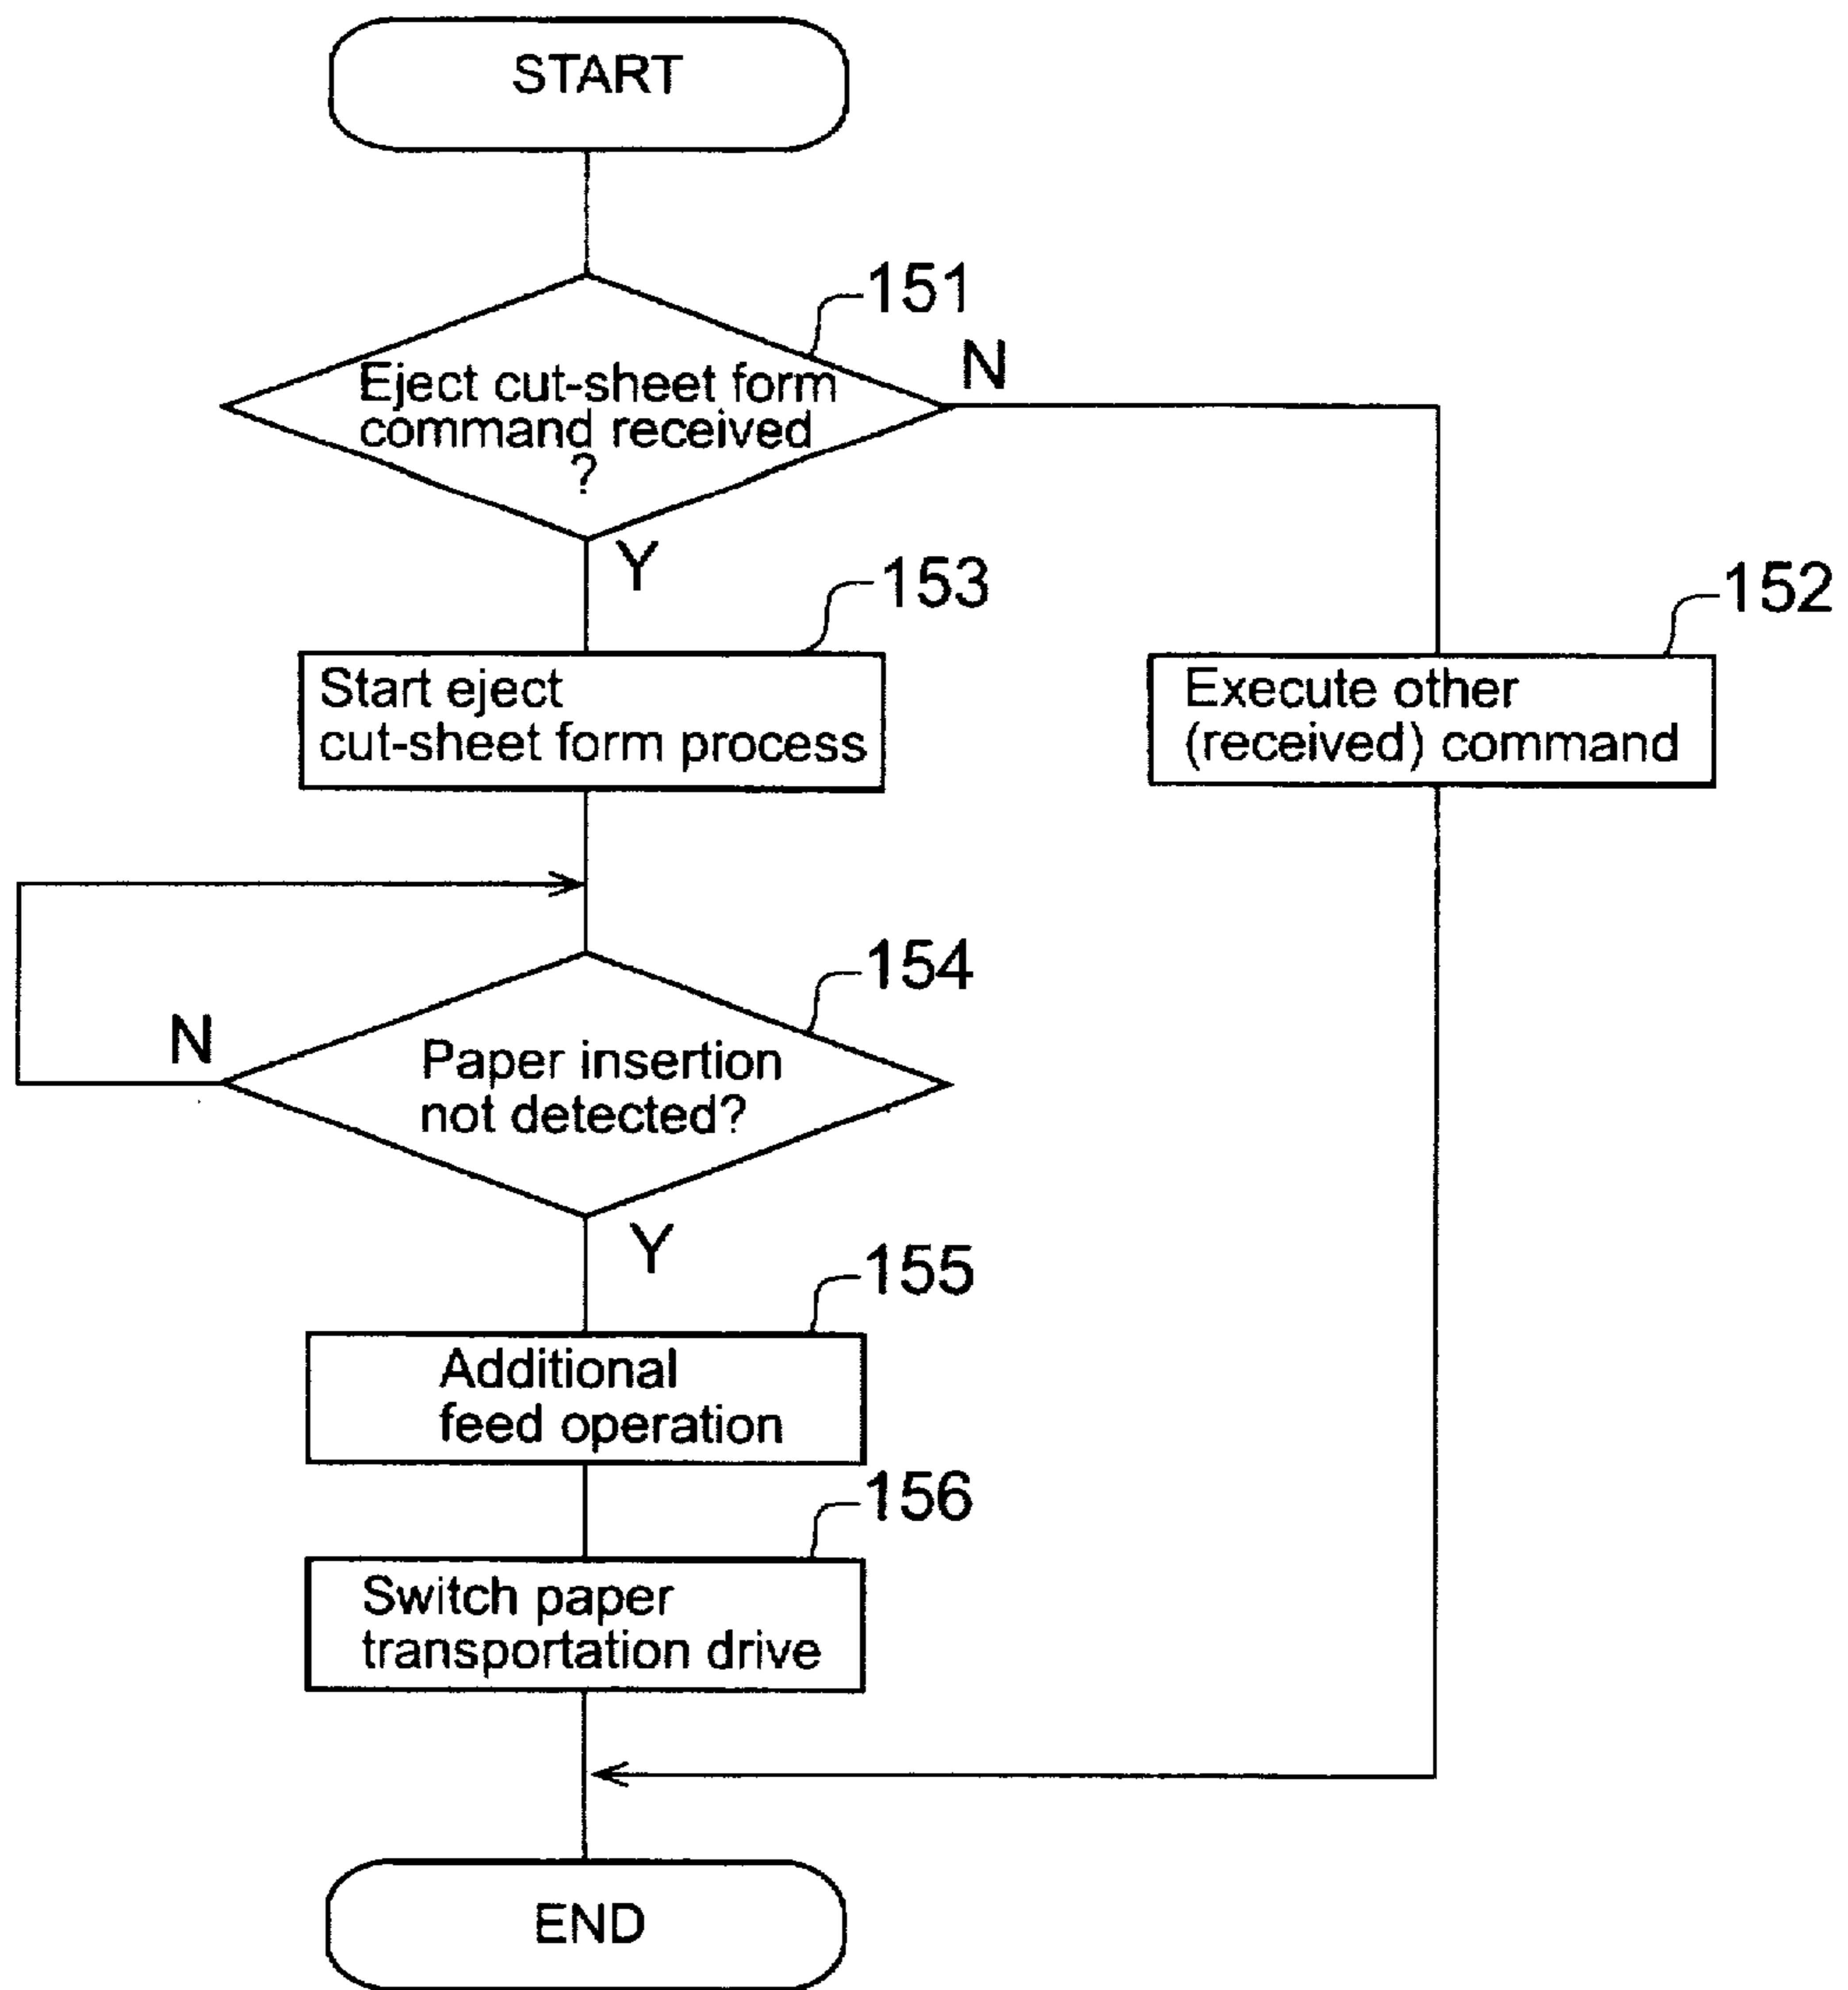 START
151
Eject cut-sheet form
command received
?
N
Y
153
Start eject
cut-sheet form process
152
Execute other
(received) command
154
N
Paper insertion
not detected?
Y
155
Additional
feed operation
156
Switch paper
transportation drive
END